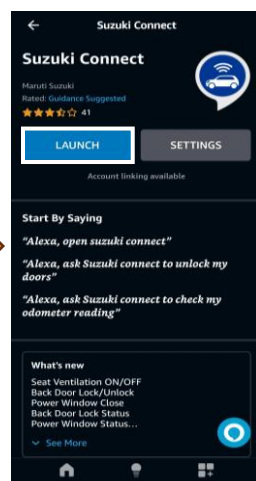 Suzuki Connect
Suzuki Connect
Maruti Suzuki
Rated: Guidance Suggested
41
LAUNCH
SETTINGS
Account linking available
Start By Saying
“Alexa, open suzuki connect”
“Alexa, ask Suzuki connect to unlock my
doors”
“Alexa, ask Suzuki connect to check my
odometer reading”
What's new
Seat Ventilation ON/OFF
Back Door Lock/Unlock
Power Window Close
Back Door Lock Status
Power Window Status...
See More